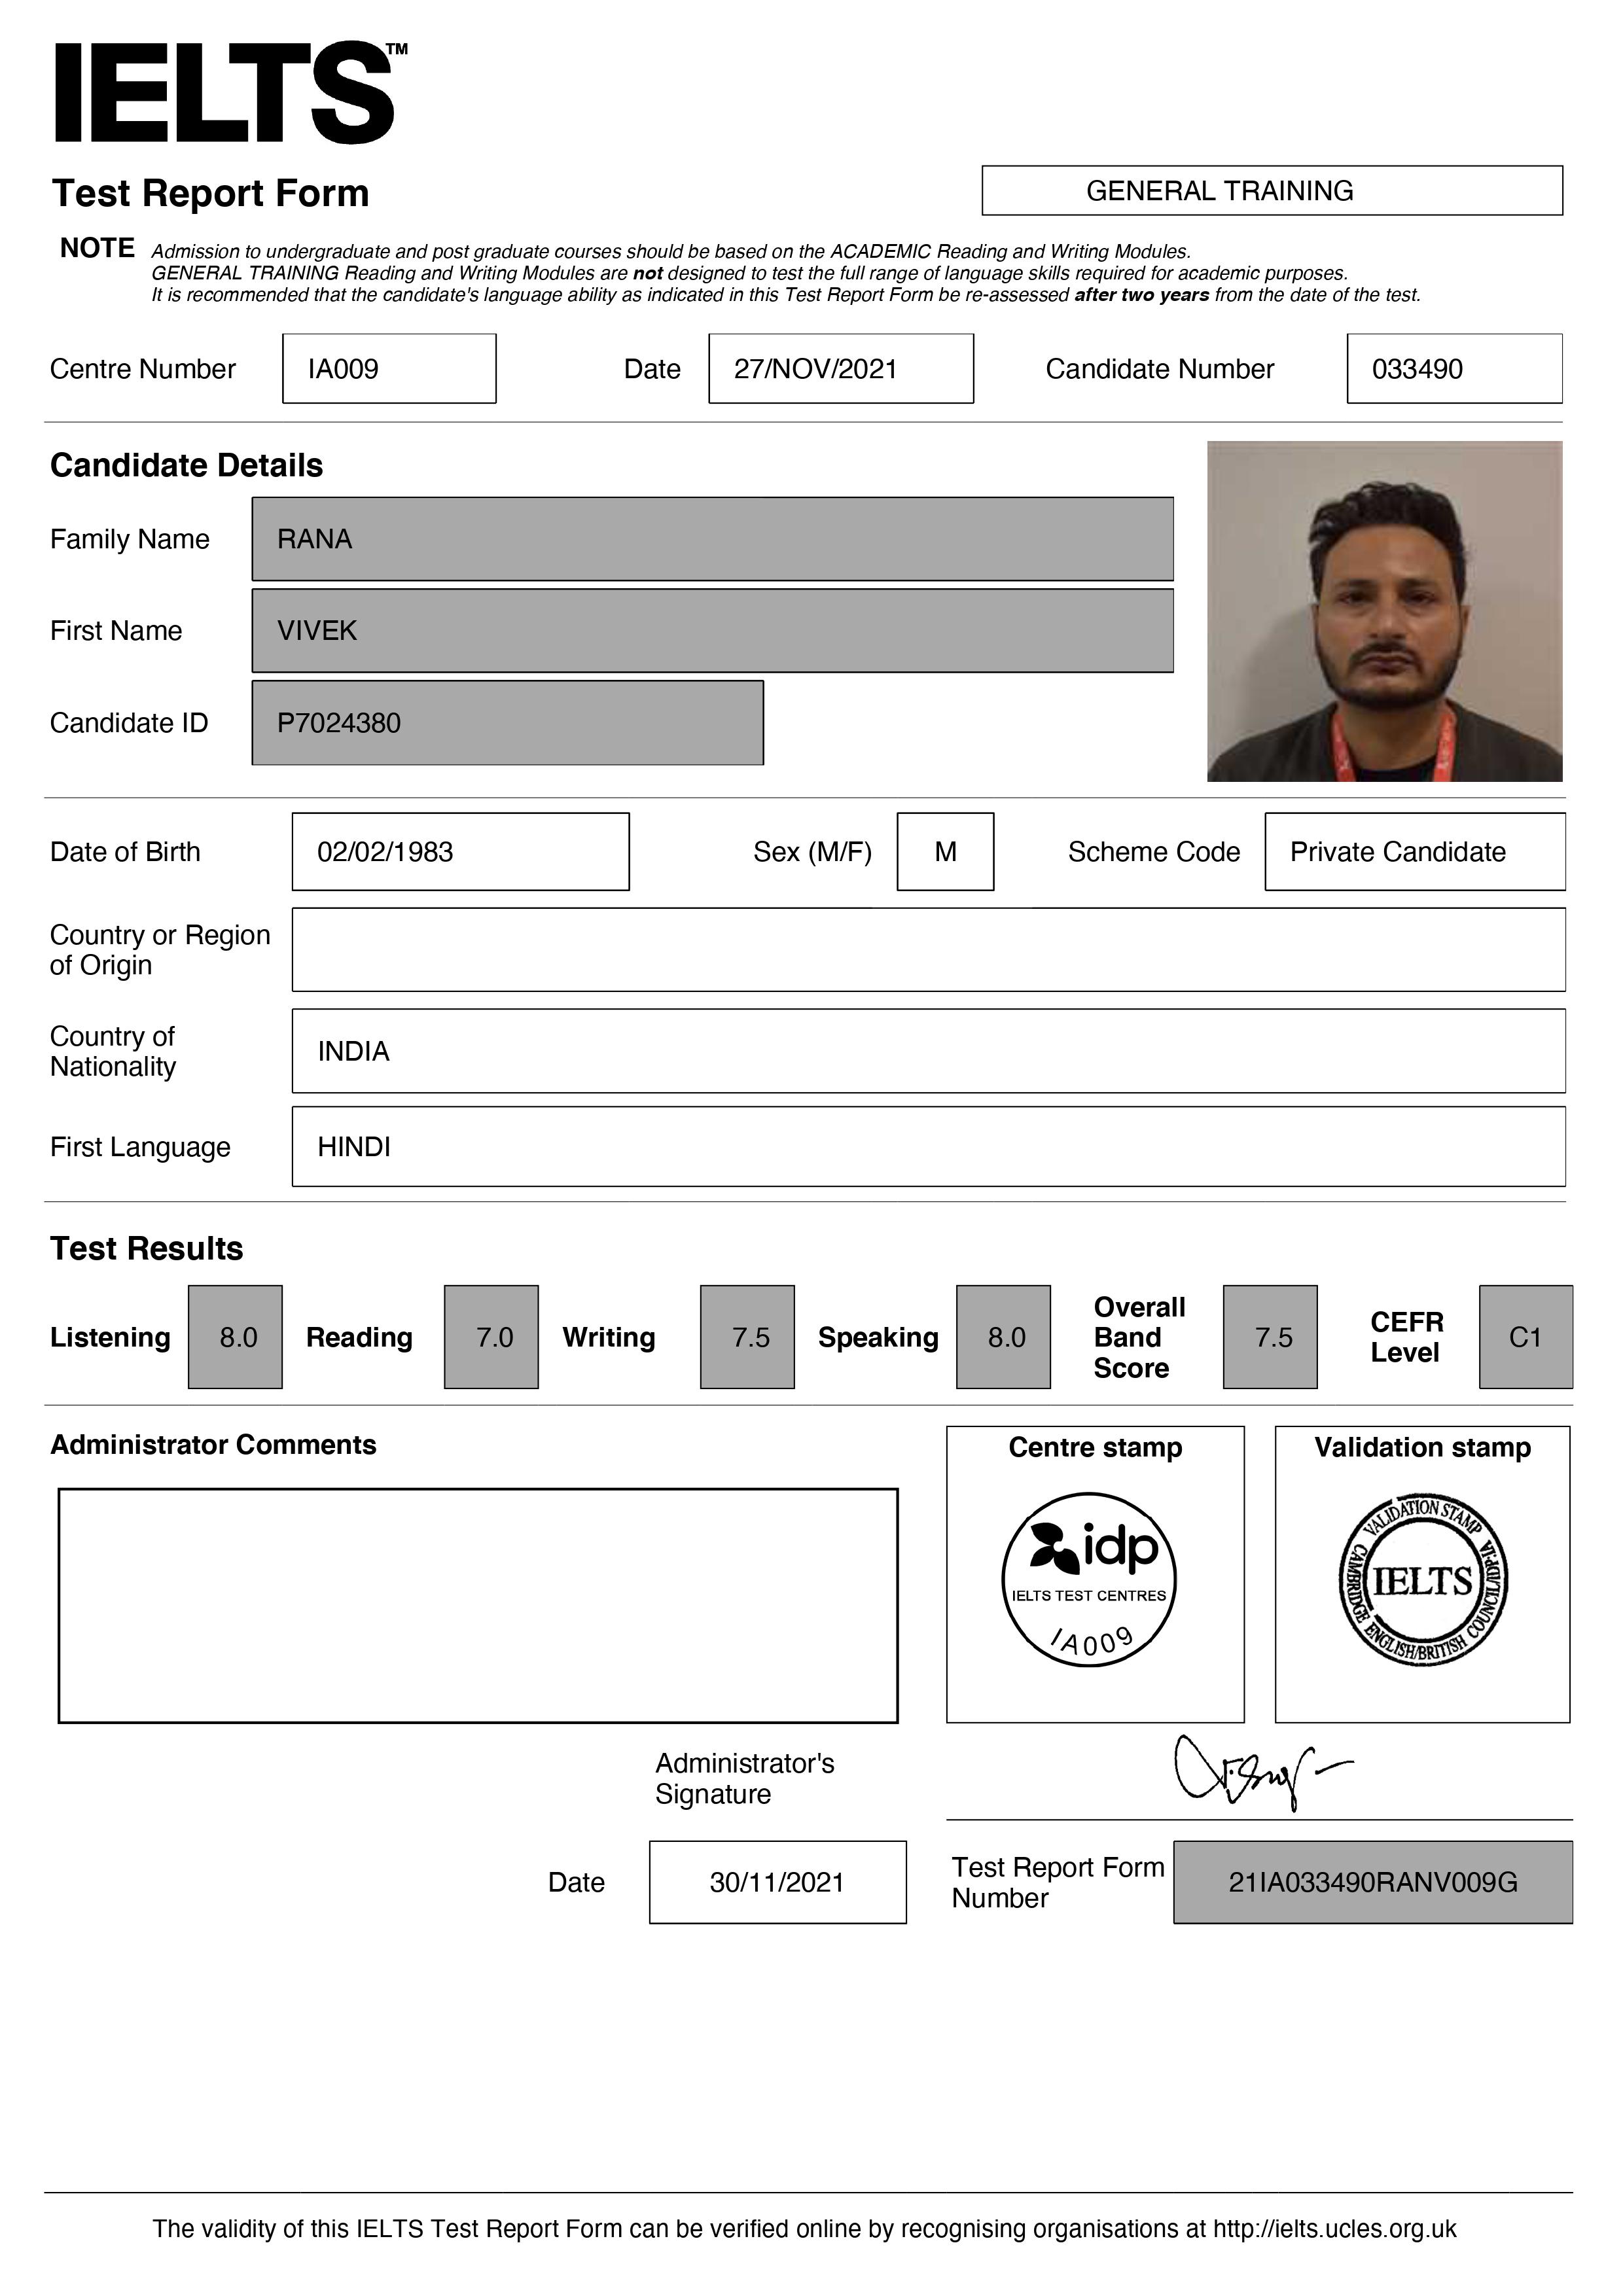 IELTS™
Test Report Form
GENERAL TRAINING
NOTE Admission to undergraduate and post graduate courses should be based on the ACADEMIC Reading and Writing Modules.
GENERAL TRAINING Reading and Writing Modules are not designed to test the full range of language skills required for academic purposes.
It is recommended that the candidate's language ability as indicated in this Test Report Form be re-assessed after two years from the date of the test.
Centre Number IA009 Date 27/NOV/2021 Candidate Number 033490
Candidate Details
Family Name RANA
First Name VIVEK
Candidate ID P7024380
Date of Birth 02/02/1983 Sex (M/F) M Scheme Code Private Candidate
Country or Region
of Origin
Country of
Nationality
INDIA
First Language HINDI
Test Results
Listening 8.0 Reading 7.0 Writing 7.5 Speaking 8.0
Overall
Band
Score
7.5
CEFR
Level
C1
Administrator Comments
Centre stamp
idp
IELTS TEST CENTRES
IA009
Validation stamp
VALIDATION STAMP
IELTS
CAMBRIDGE ENGLISH/BRITISH COUNCIL/IDP:IA
Administrator's
Signature
Date 30/11/2021
Test Report Form
Number
21IA033490RANV009G
The validity of this IELTS Test Report Form can be verified online by recognising organisations at http://ielts.ucles.org.uk